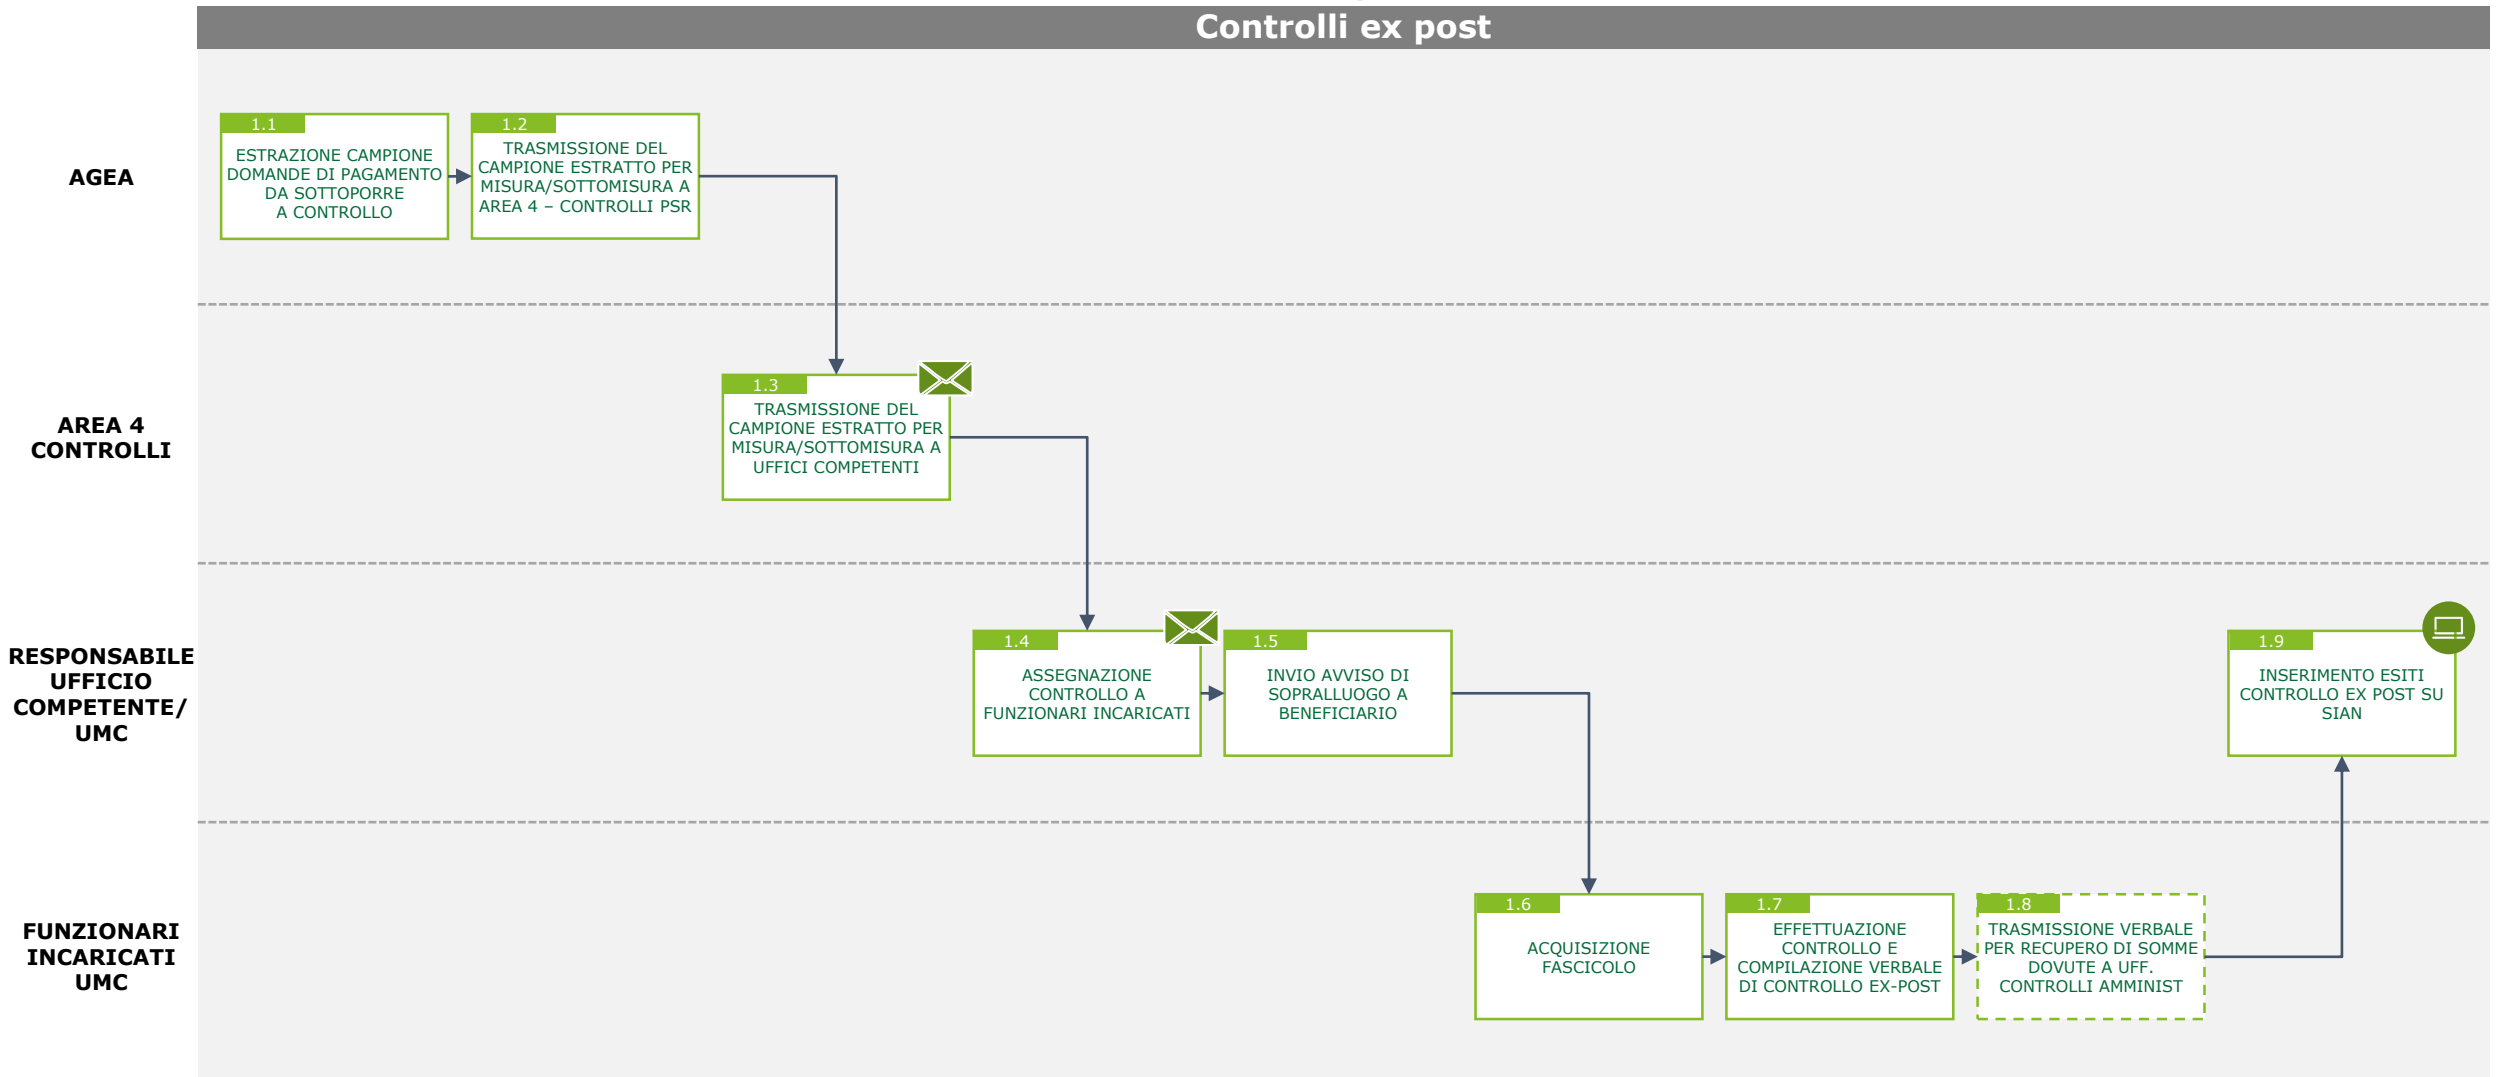 Controlli ex post
AGEA
1.1
ESTRAZIONE CAMPIONE
DOMANDE DI PAGAMENTO
DA SOTTOPORRE
A CONTROLLO
1.2
TRASMISSIONE DEL
CAMPIONE ESTRATTO PER
MISURA/SOTTOMISURA A
AREA 4 – CONTROLLI PSR
AREA 4
CONTROLLI
1.3
TRASMISSIONE DEL
CAMPIONE ESTRATTO PER
MISURA/SOTTOMISURA A
UFFICI COMPETENTI
RESPONSABILE
UFFICIO
COMPETENTE/
UMC
1.4
ASSEGNAZIONE
CONTROLLO A
FUNZIONARI INCARICATI
1.5
INVIO AVVISO DI
SOPRALLUOGO A
BENEFICIARIO
1.9
INSERIMENTO ESITI
CONTROLLO EX POST SU
SIAN
FUNZIONARI
INCARICATI
UMC
1.6
ACQUISIZIONE
FASCICOLO
1.7
EFFETTUAZIONE
CONTROLLO E
COMPILAZIONE VERBALE
DI CONTROLLO EX-POST
1.8
TRASMISSIONE VERBALE
PER RECUPERO DI SOMME
DOVUTE A UFF.
CONTROLLI AMMINIST